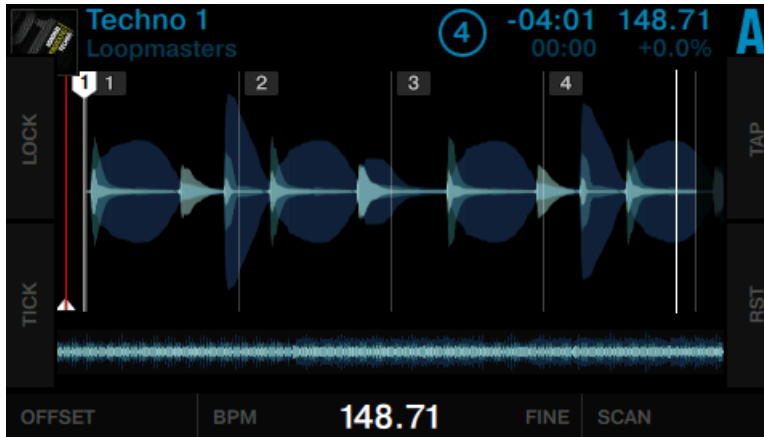 Techno 1
Loopmasters
4
-04:01 148.71
00:00 +0.0%
A
1 1 2 3 4
LOCK
TAP
TICK
RST
OFFSET BPM 148.71 FINE SCAN